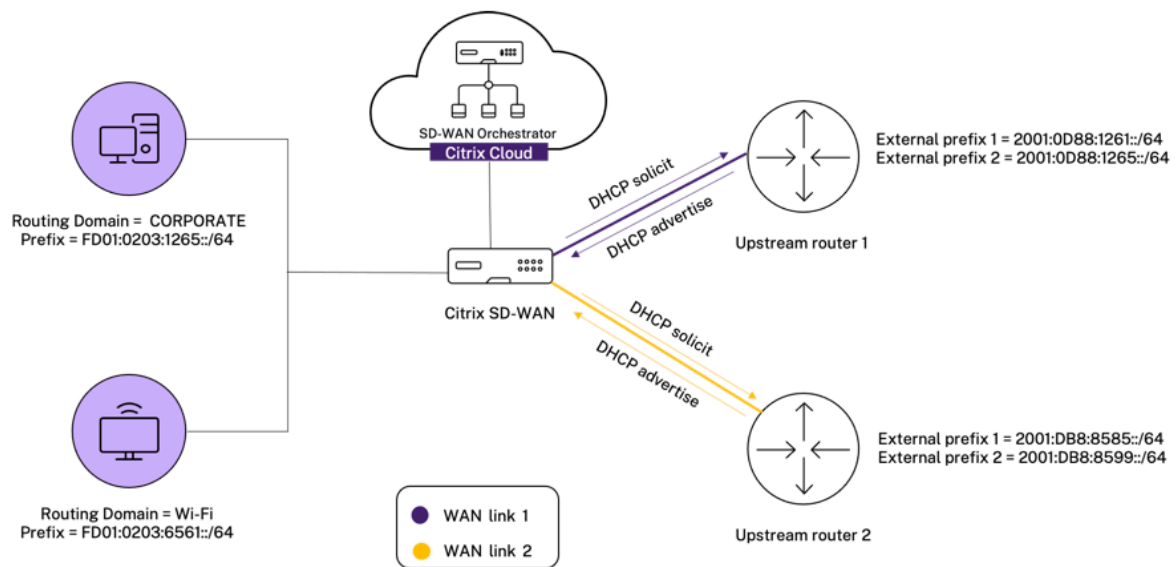 SD-WAN Orchestrator
Citrix Cloud
Routing Domain = CORPORATE
Prefix = FD01:0203:1265::/64
DHCP solicit
DHCP advertise
External prefix 1 = 2001:0D88:1261::/64
External prefix 2 = 2001:0D88:1265::/64
Upstream router 1
Citrix SD-WAN
DHCP solicit
DHCP advertise
External prefix 1 = 2001:DB8:8585::/64
External prefix 2 = 2001:DB8:8599::/64
Upstream router 2
Routing Domain = Wi-Fi
Prefix = FD01:0203:6561::/64
WAN link 1
WAN link 2